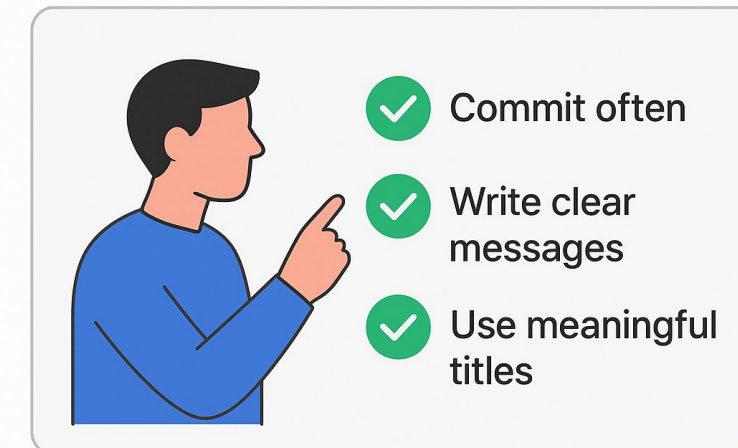 Commit often
Write clear
messages
Use meaningful
titles